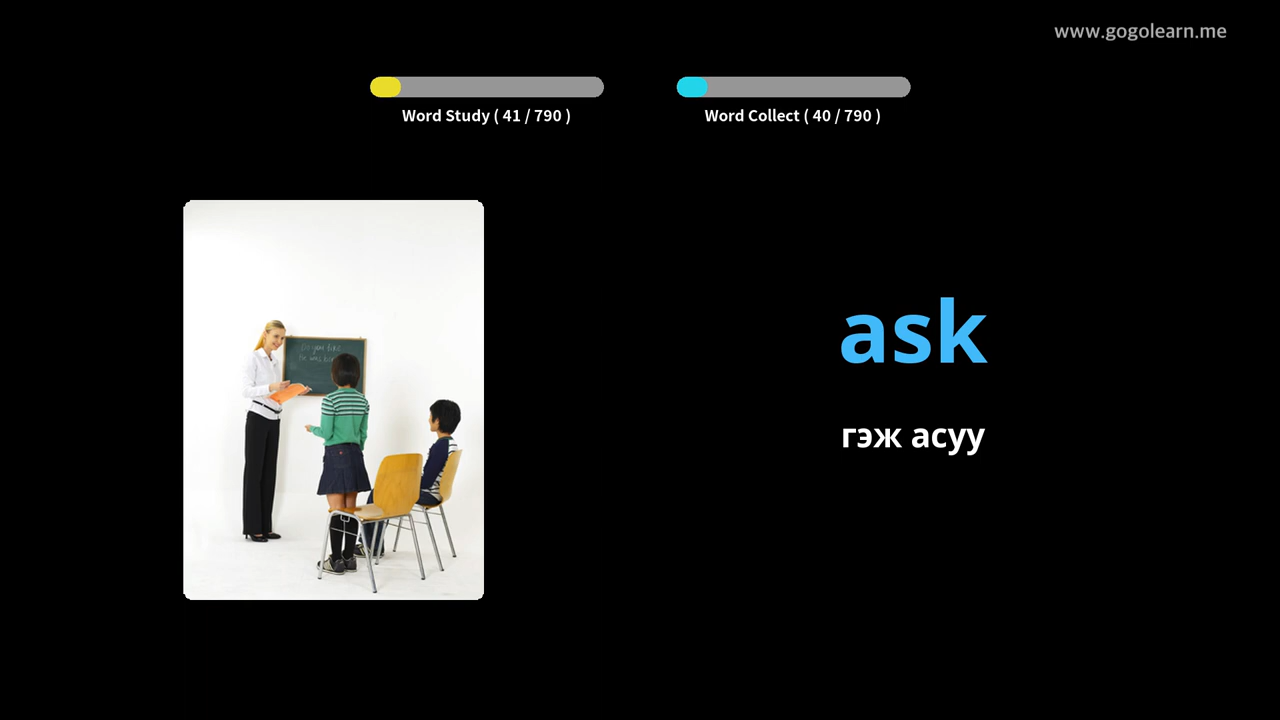 www.gogolearn.me
Word Study ( 41 / 790 )
Word Collect ( 40 / 790 )
ask
гэж асуу